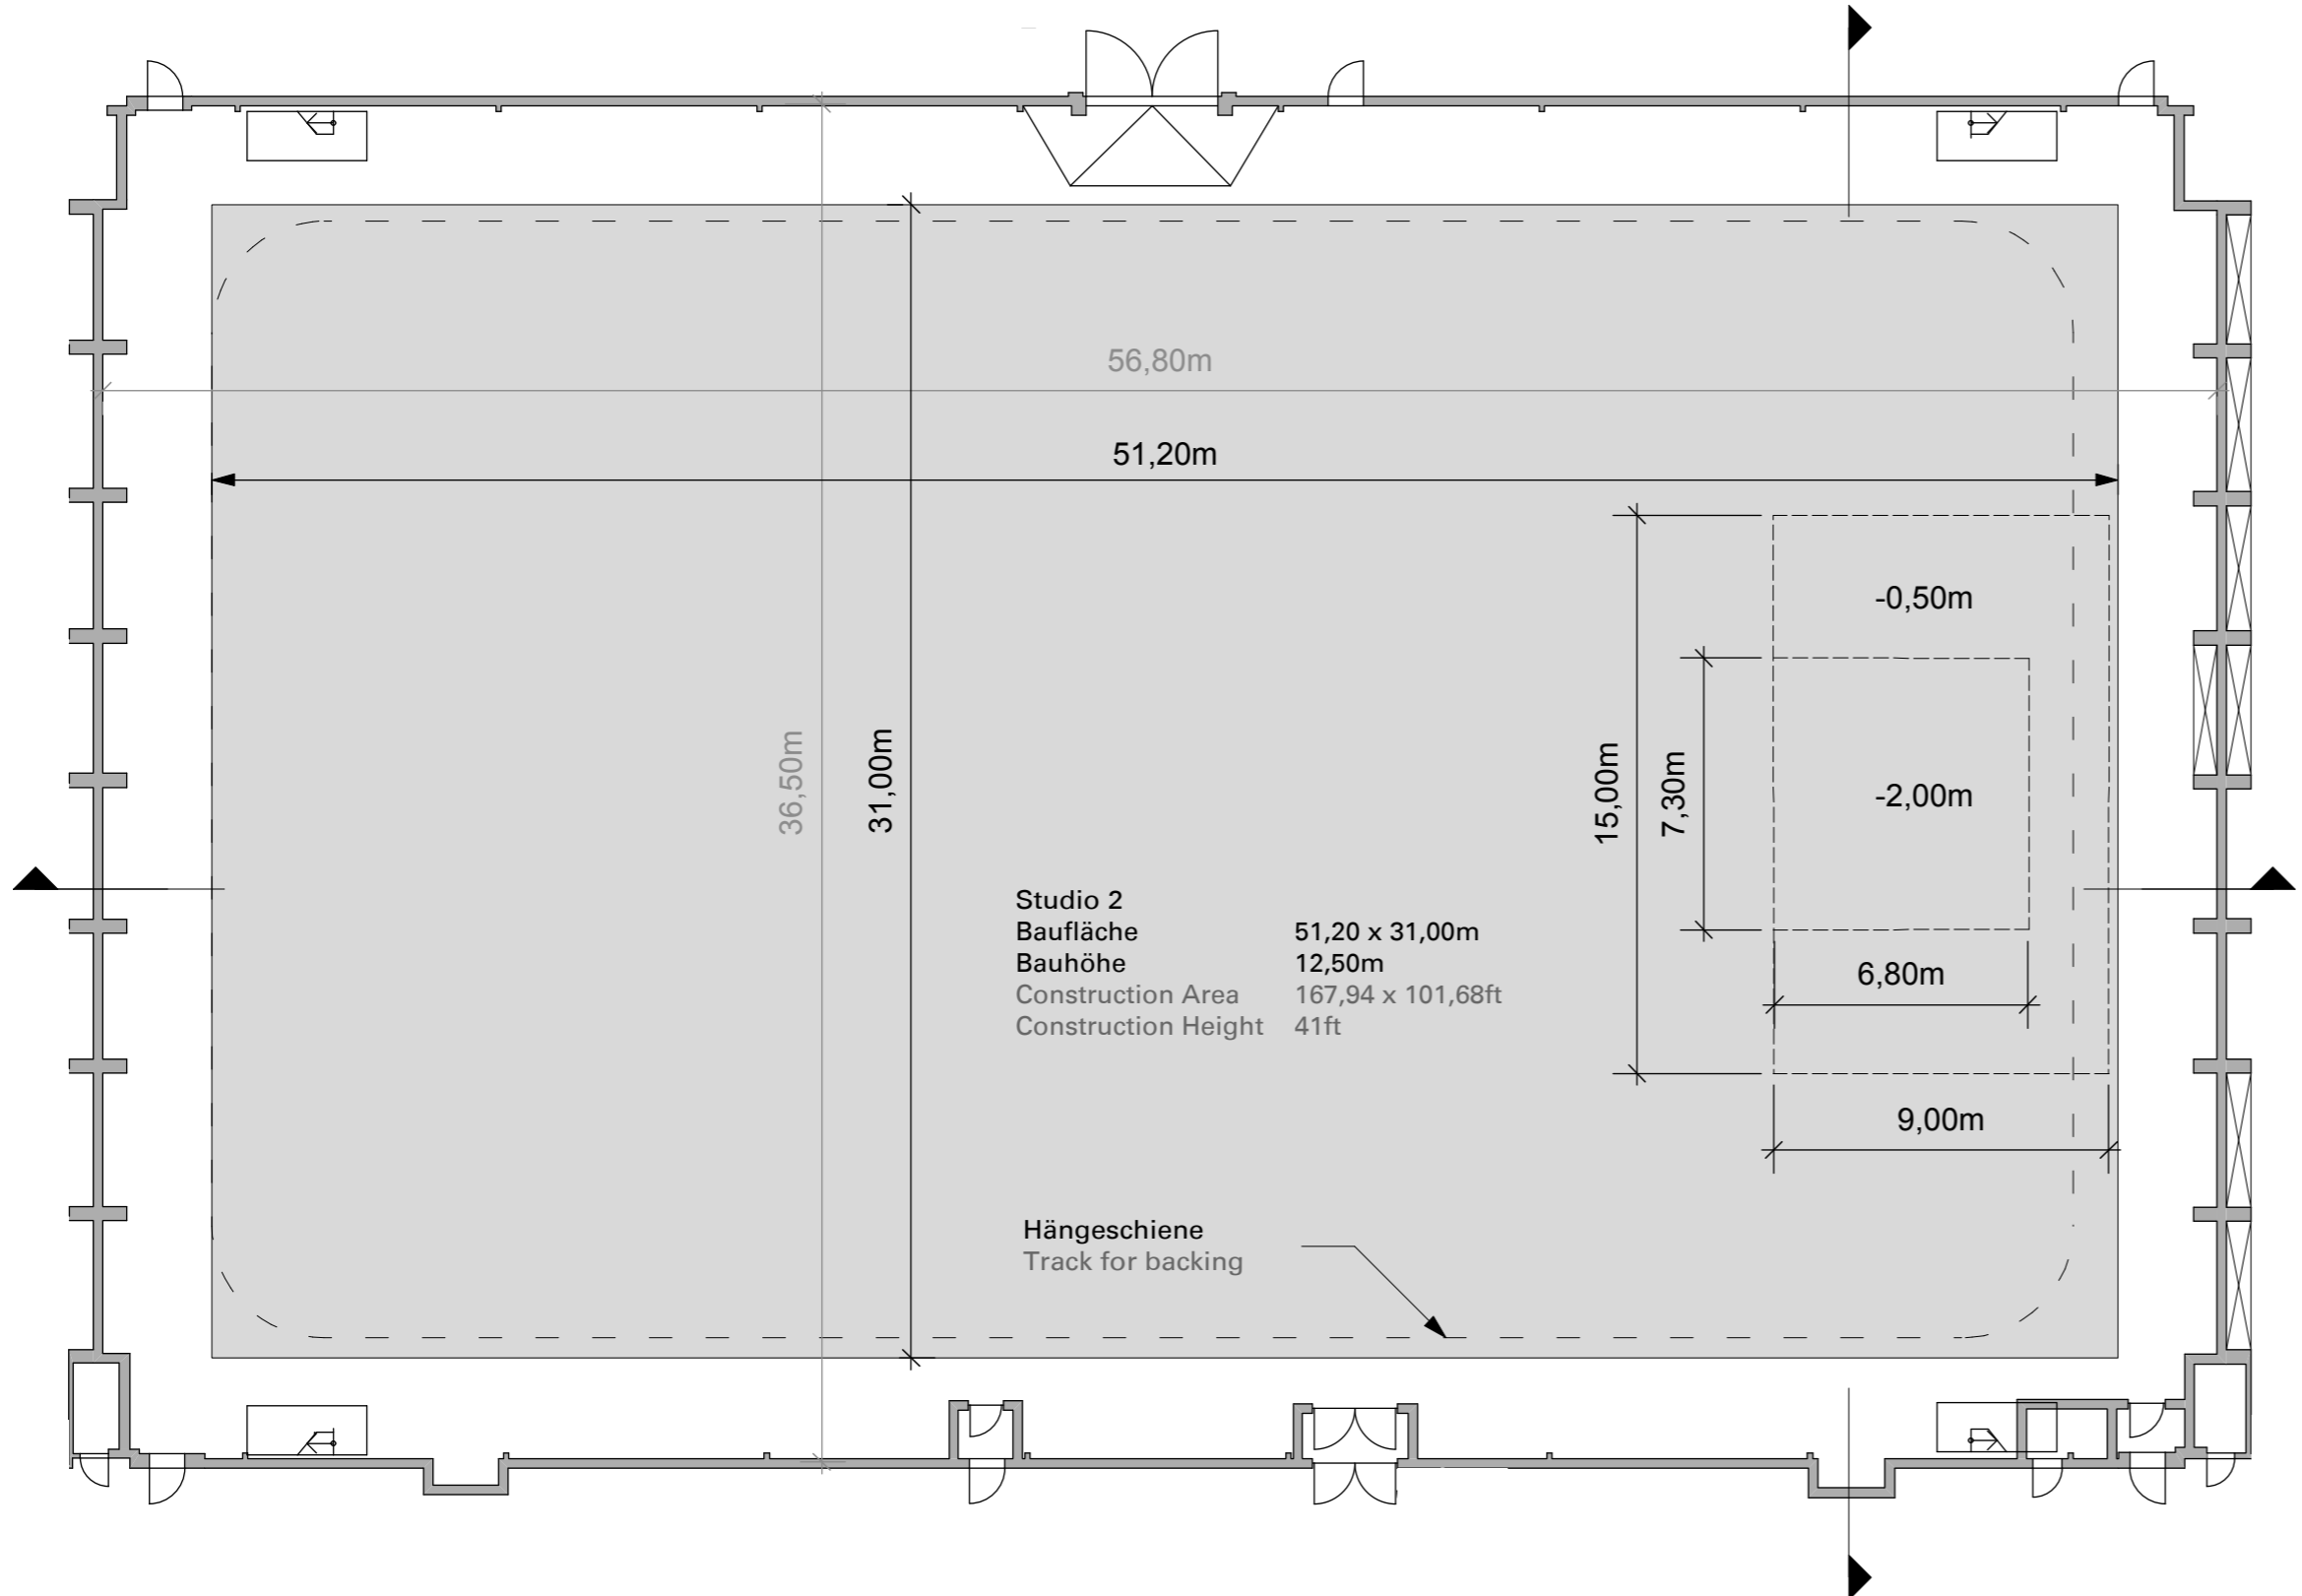 56,80m
51,20m
-0,50m
36,50m
31,00m
15,00m
7,30m
-2,00m
Studio 2
Baufläche 51,20 x 31,00m
Bauhöhe 12,50m
Construction Area 167,94 x 101,68ft
Construction Height 41ft
6,80m
9,00m
Hängeschiene
Track for backing